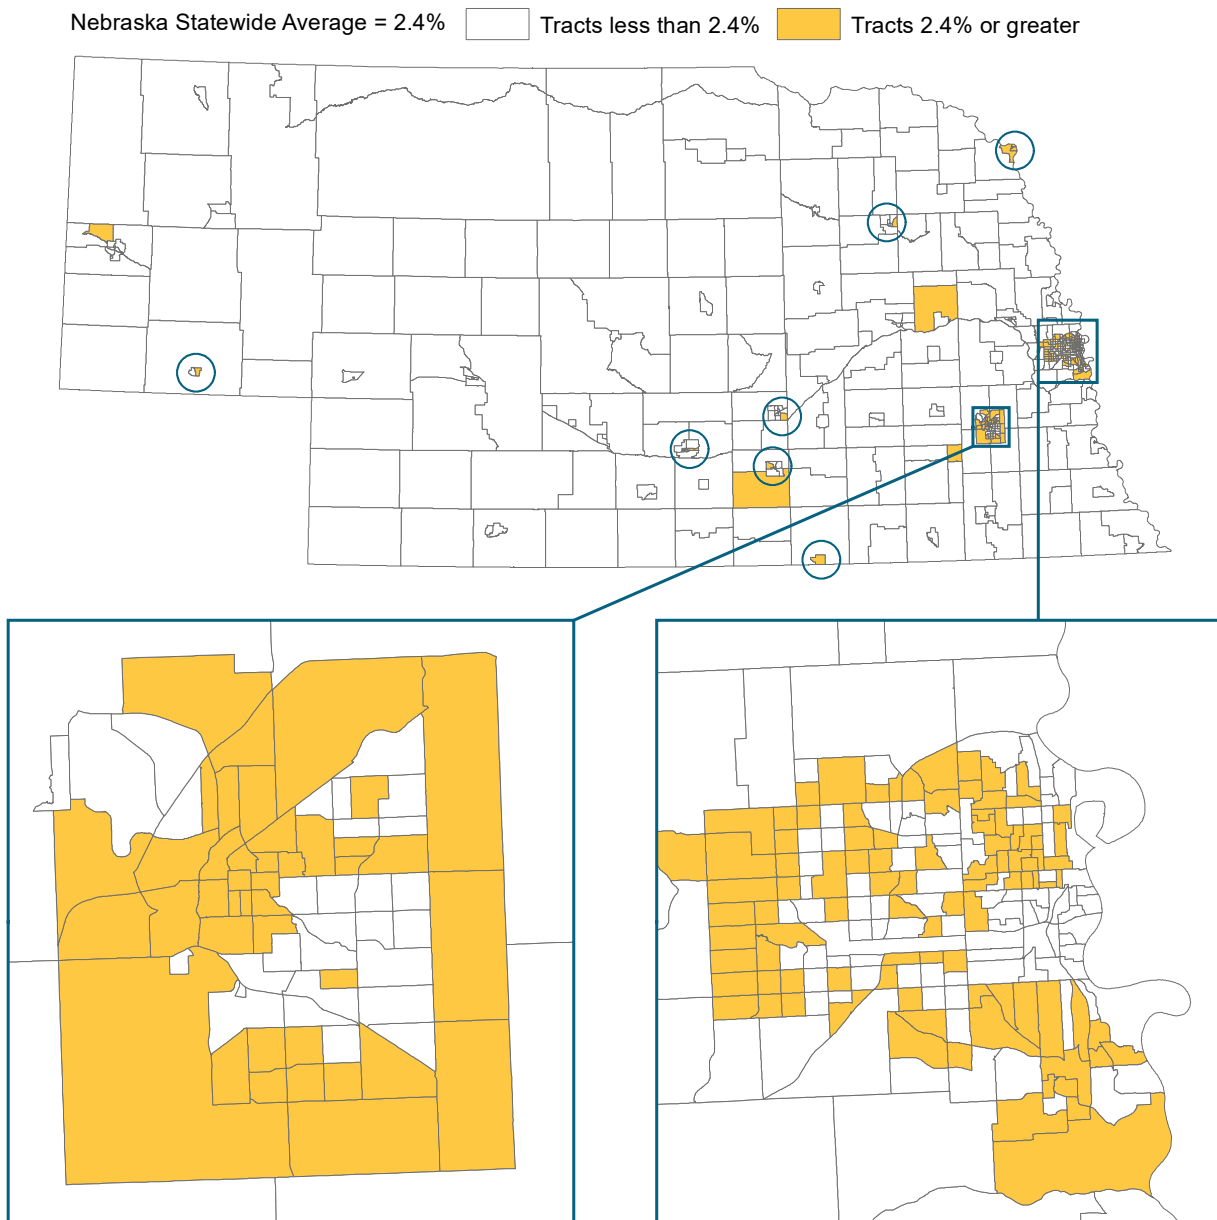 Nebraska Statewide Average = 2.4% Tracts less than 2.4% Tracts 2.4% or greater